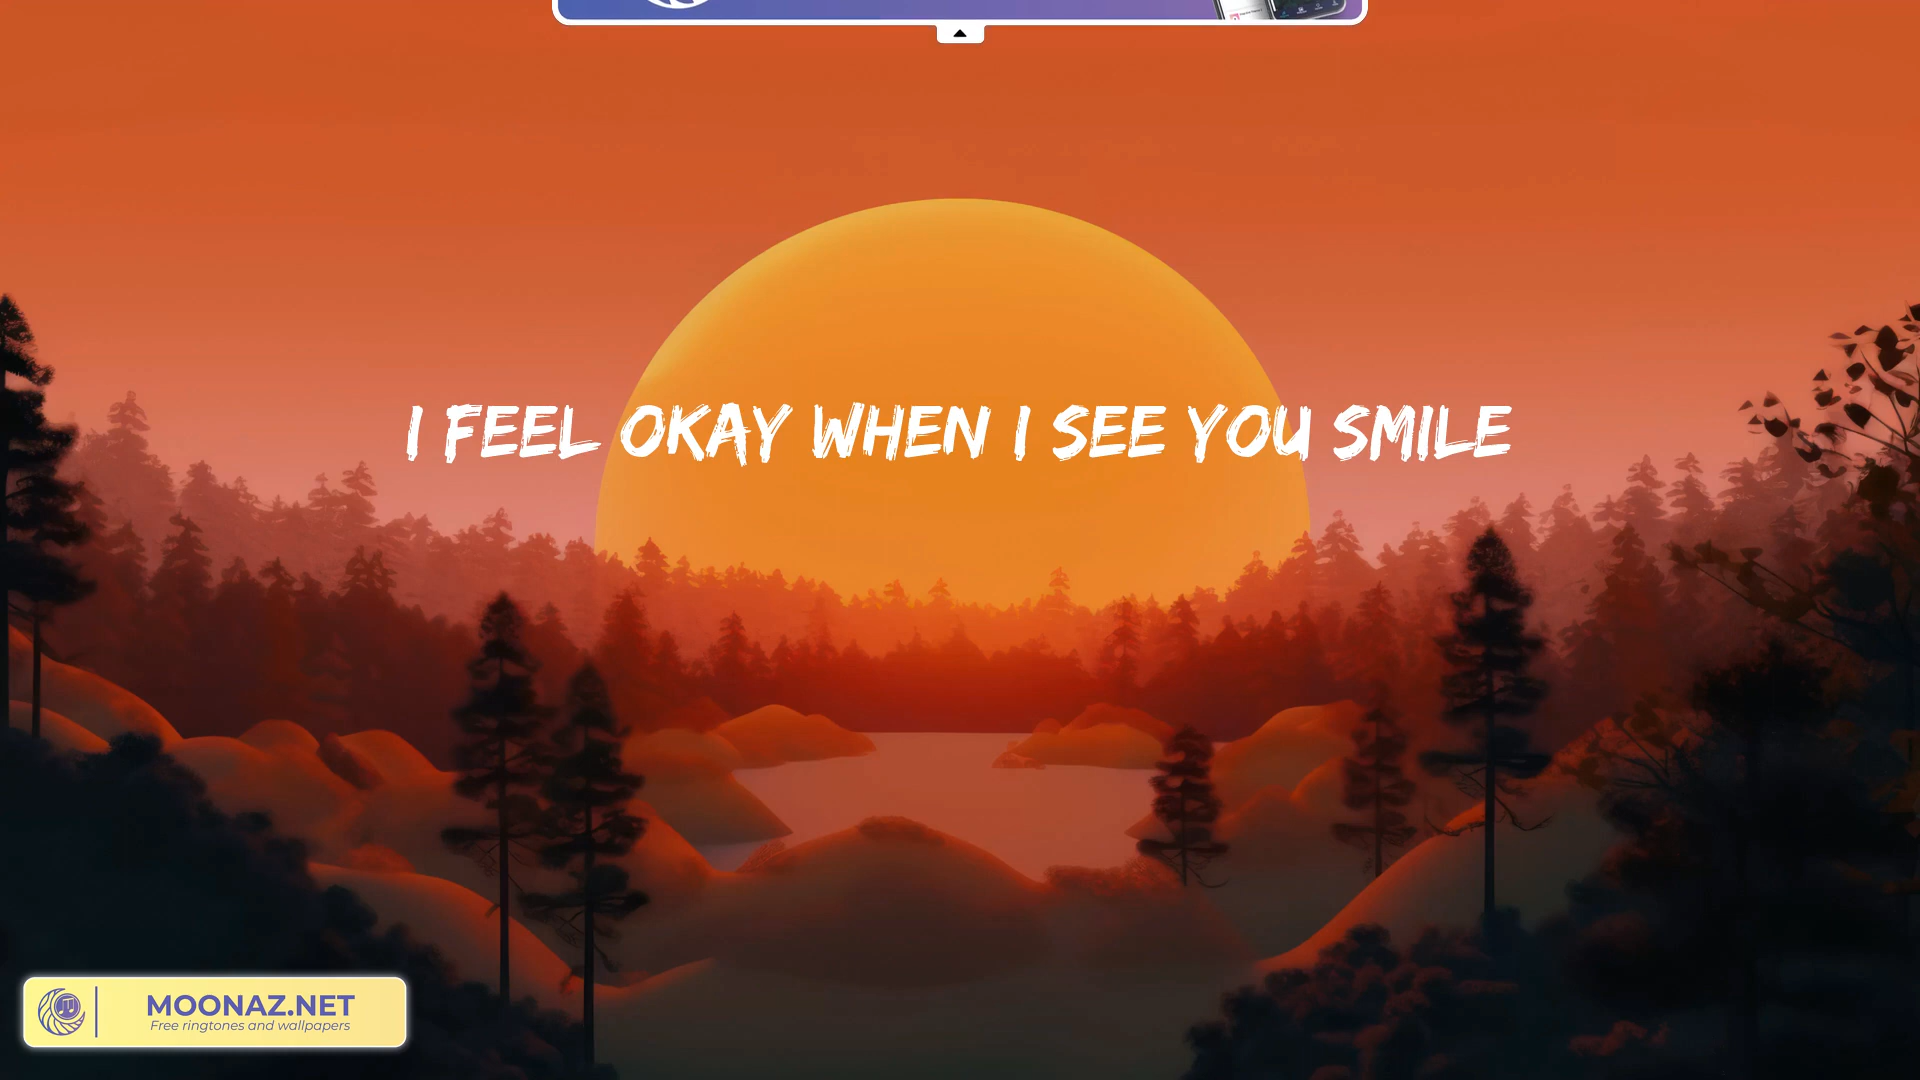 I FEEL OKAY WHEN I SEE YOU SMILE
MOONAZ.NET
Free ringtones and wallpapers